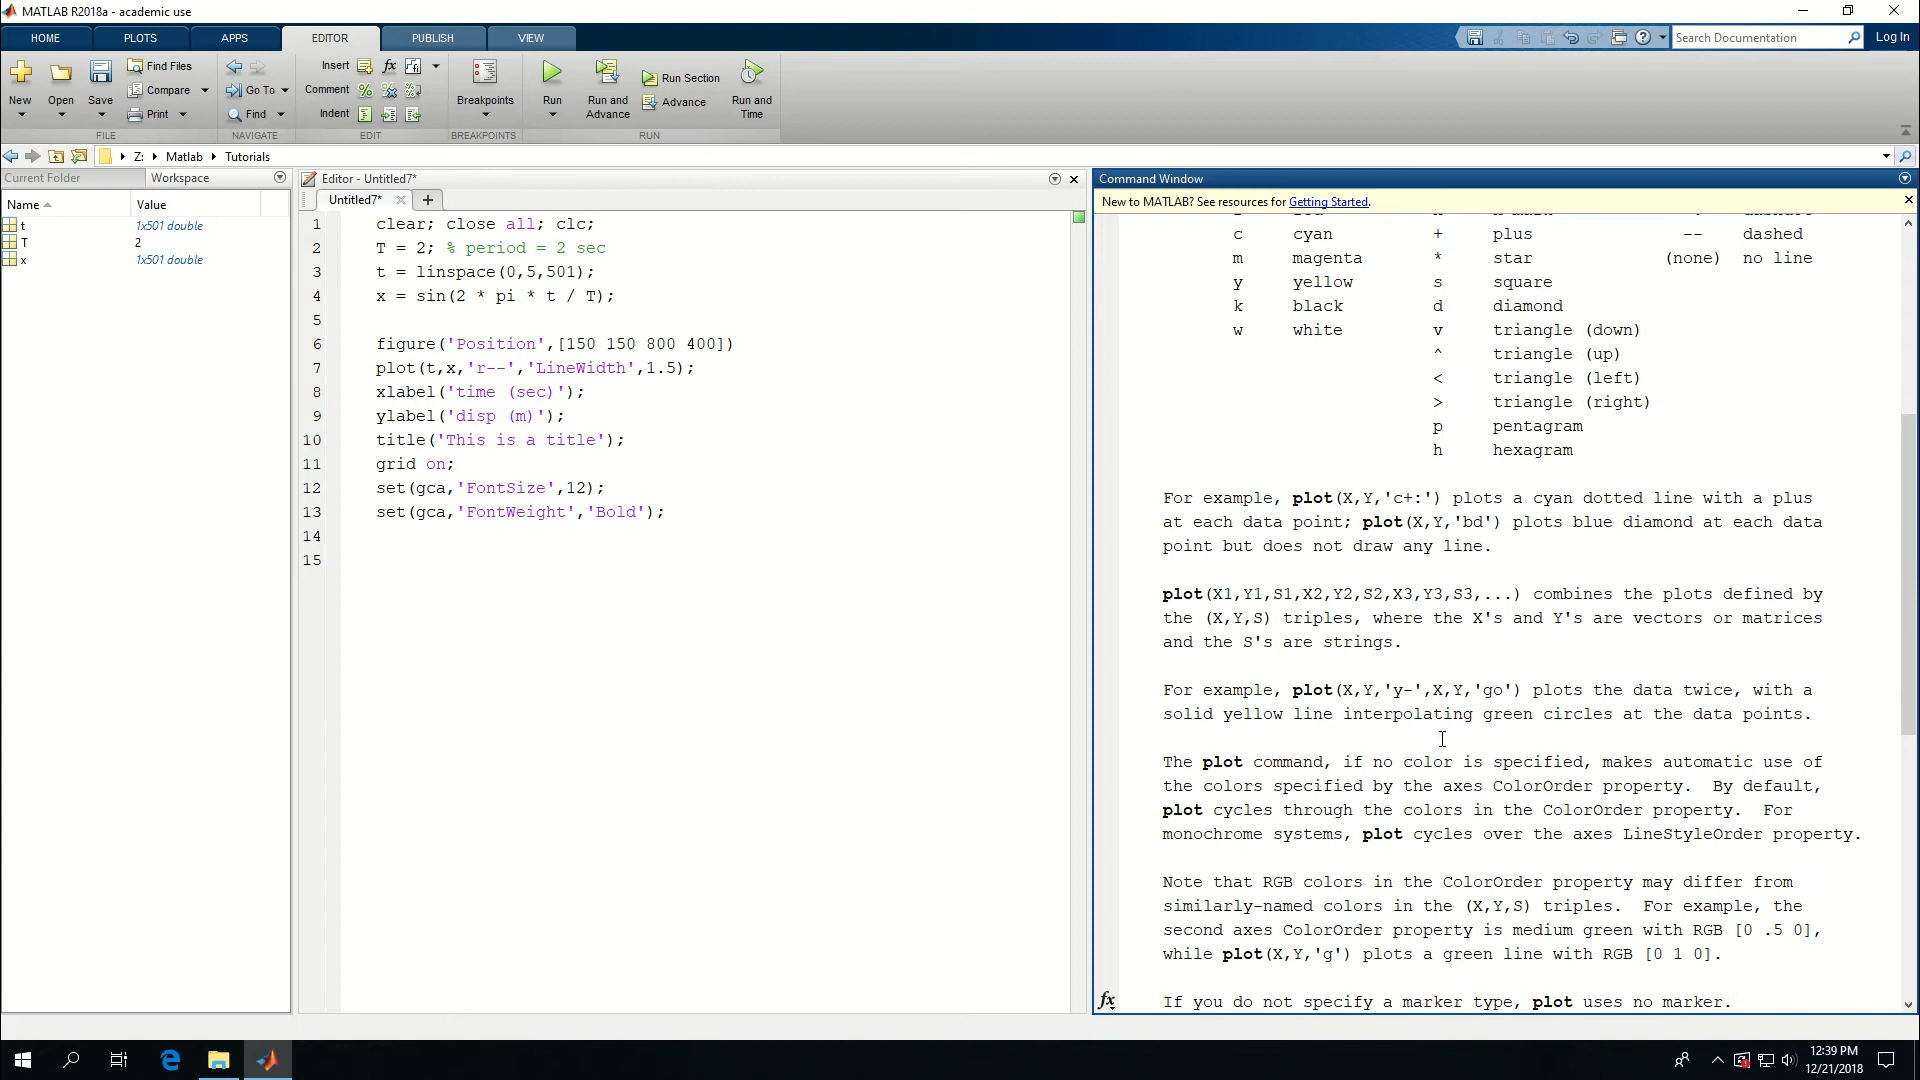 MATLAB R2018a - academic use
HOME PLOTS APPS EDITOR PUBLISH VIEW
Search Documentation
Log In
New Open Save
Find Files
Compare
Print
Go To
Find
Insert
Comment
Indent
fx
Breakpoints
Run
Run and Advance
Run Section
Advance
Run and Time
FILE NAVIGATE EDIT BREAKPOINTS RUN
Z: Matlab Tutorials
Current Folder Workspace
Name Value
t 1x501 double
T 2
x 1x501 double
Editor - Untitled7*
Untitled7*
1 clear; close all; clc;
2 T = 2; % period = 2 sec
3 t = linspace(0,5,501);
4 x = sin(2 * pi * t / T);
5
6 figure('Position',[150 150 800 400])
7 plot(t,x,'r--','LineWidth',1.5);
8 xlabel('time (sec)');
9 ylabel('disp (m)');
10 title('This is a title');
11 grid on;
12 set(gca,'FontSize',12);
13 set(gca,'FontWeight','Bold');
14
15
Command Window
New to MATLAB? See resources for Getting Started.
c cyan + plus -- dashed
m magenta * star (none) no line
y yellow s square
k black d diamond
w white v triangle (down)
^ triangle (up)
< triangle (left)
> triangle (right)
p pentagram
h hexagram
For example, plot(X,Y,'c+:') plots a cyan dotted line with a plus
at each data point; plot(X,Y,'bd') plots blue diamond at each data
point but does not draw any line.
plot(X1,Y1,S1,X2,Y2,S2,X3,Y3,S3,...) combines the plots defined by
the (X,Y,S) triples, where the X's and Y's are vectors or matrices
and the S's are strings.
For example, plot(X,Y,'y-',X,Y,'go') plots the data twice, with a
solid yellow line interpolating green circles at the data points.
The plot command, if no color is specified, makes automatic use of
the colors specified by the axes ColorOrder property.  By default,
plot cycles through the colors in the ColorOrder property.  For
monochrome systems, plot cycles over the axes LineStyleOrder property.
Note that RGB colors in the ColorOrder property may differ from
similarly-named colors in the (X,Y,S) triples.  For example, the
second axes ColorOrder property is medium green with RGB [0 .5 0],
while plot(X,Y,'g') plots a green line with RGB [0 1 0].
fx If you do not specify a marker type, plot uses no marker.
12:39 PM
12/21/2018